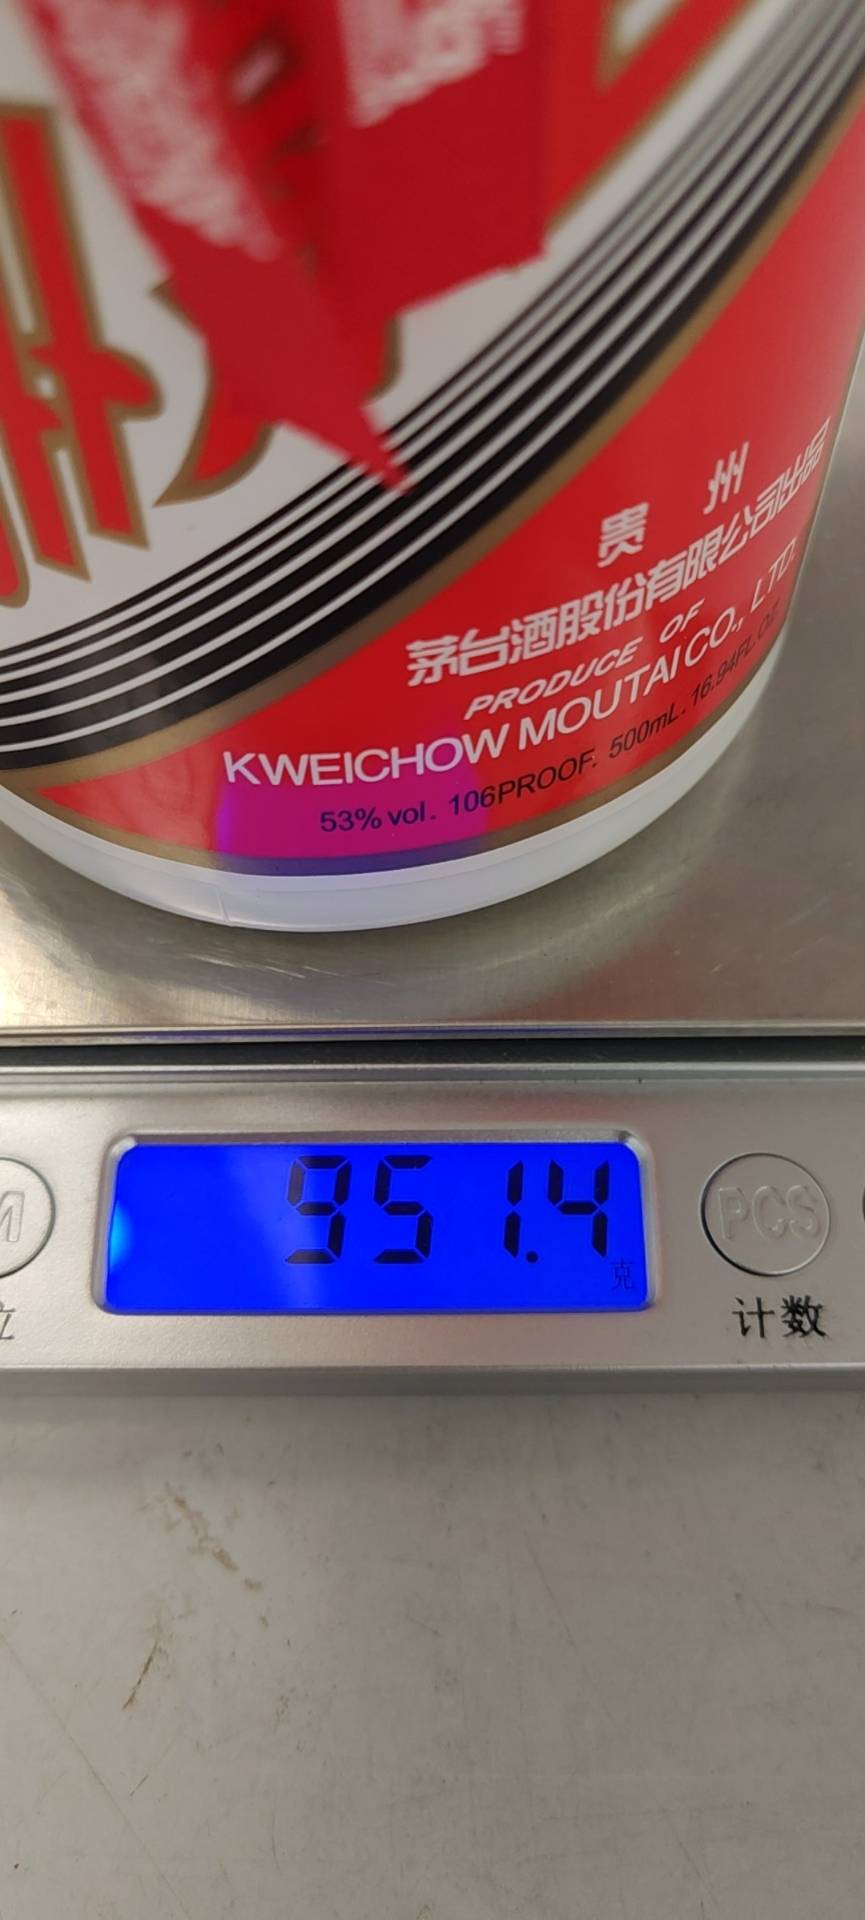 贵州
茅台酒股份有限公司出品
PRODUCE OF
KWEICHOW MOUTAI CO., LTD.
53% vol. 106PROOF. 500mL. 16.94FL OZ.
951.4
克
PCS
计数